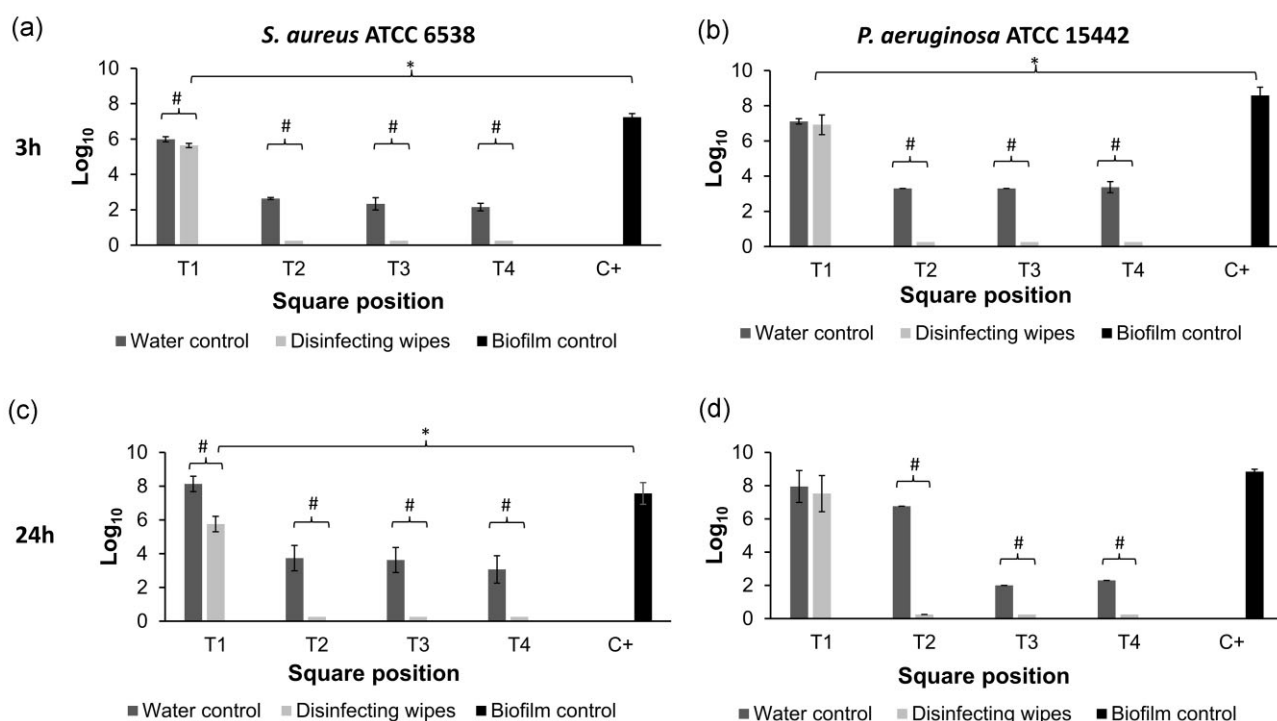 (a)
S. aureus ATCC 6538
3h
Log10
10
8
6
4
2
0
*
#
#
#
#
T1 T2 T3 T4 C+
Square position
Water control Disinfecting wipes Biofilm control
(b)
P. aeruginosa ATCC 15442
Log10
10
8
6
4
2
0
*
#
#
#
T1 T2 T3 T4 C+
Square position
Water control Disinfecting wipes Biofilm control
(c)
24h
Log10
10
8
6
4
2
0
*
#
#
#
#
T1 T2 T3 T4 C+
Square position
Water control Disinfecting wipes Biofilm control
(d)
Log10
10
8
6
4
2
0
#
#
#
T1 T2 T3 T4 C+
Square position
Water control Disinfecting wipes Biofilm control